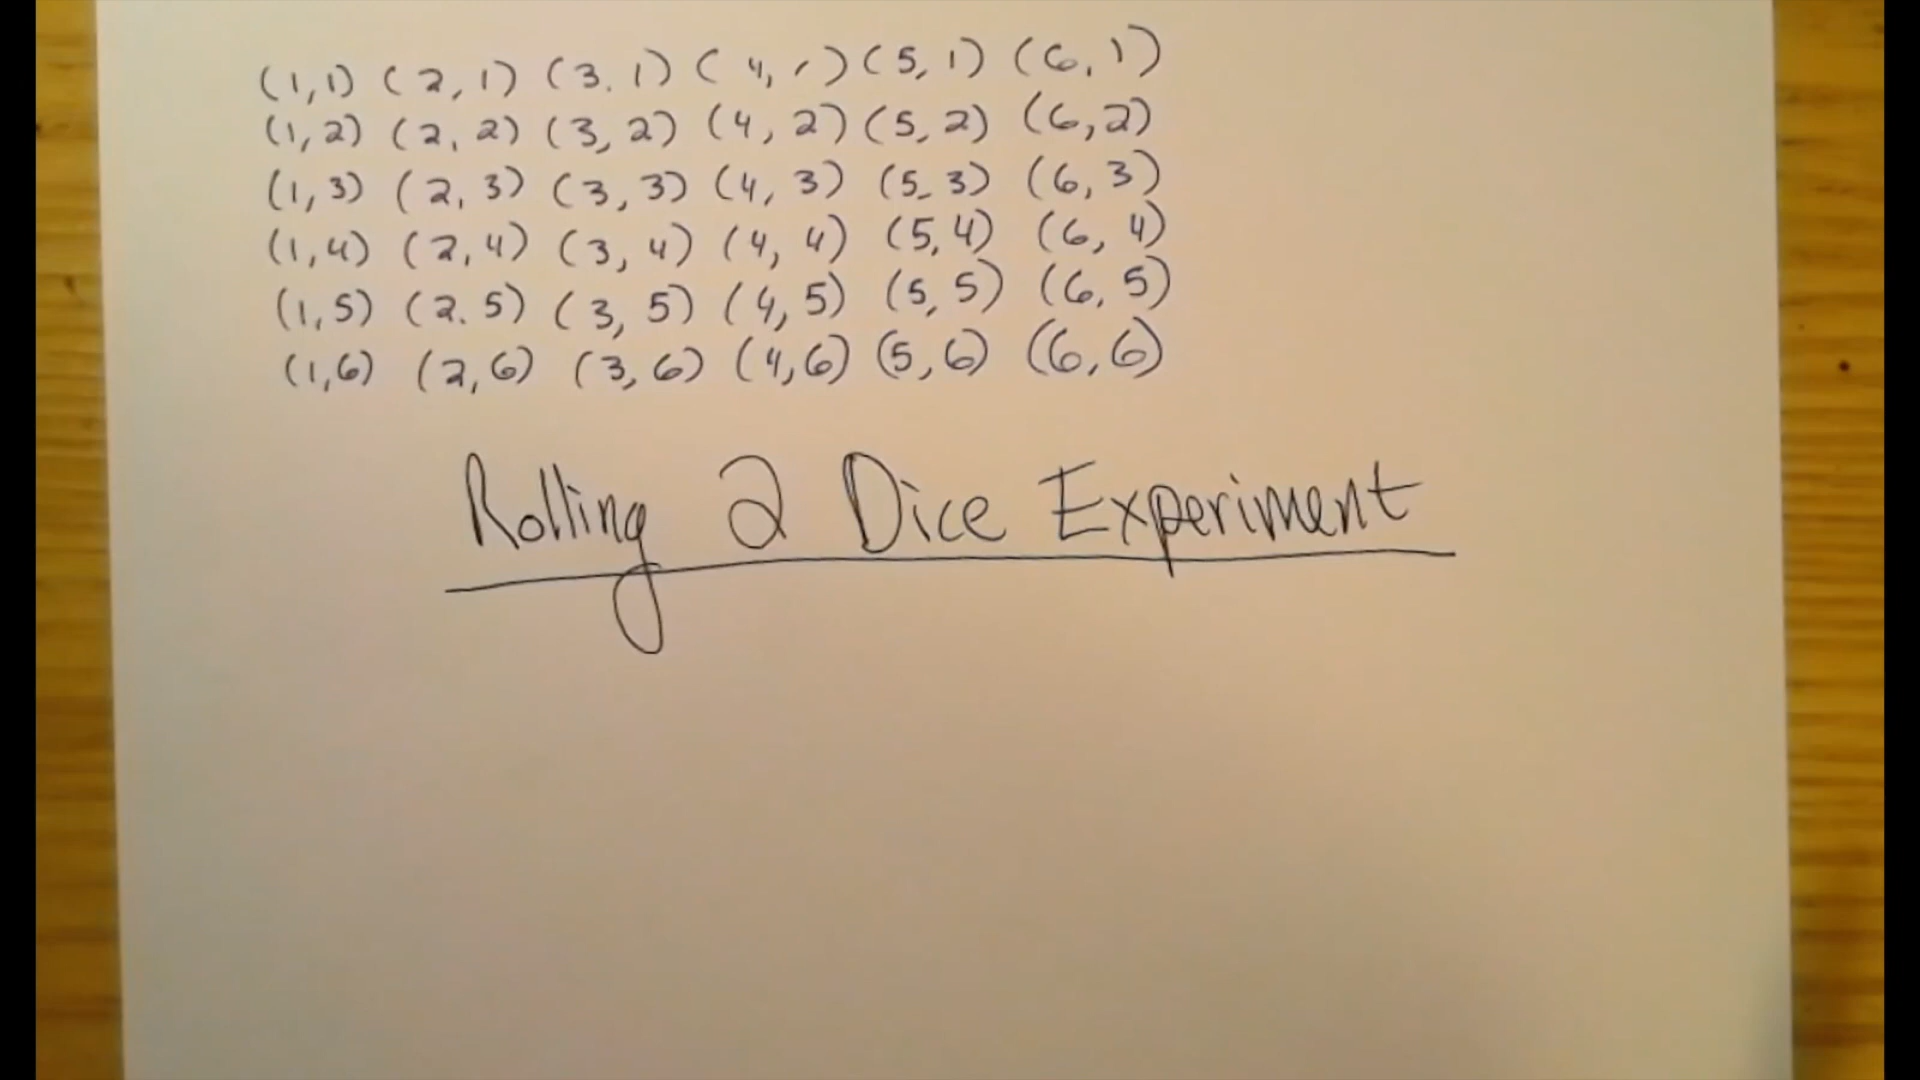 (1,1) (2,1) (3.1) (4,1) (5,1) (6,1)
(1,2) (2,2) (3,2) (4,2) (5,2) (6,2)
(1,3) (2,3) (3,3) (4,3) (5,3) (6,3)
(1,4) (2,4) (3,4) (4,4) (5,4) (6,4)
(1,5) (2.5) (3,5) (4,5) (5,5) (6,5)
(1,6) (2,6) (3,6) (4,6) (5,6) (6,6)
Rolling 2 Dice Experiment